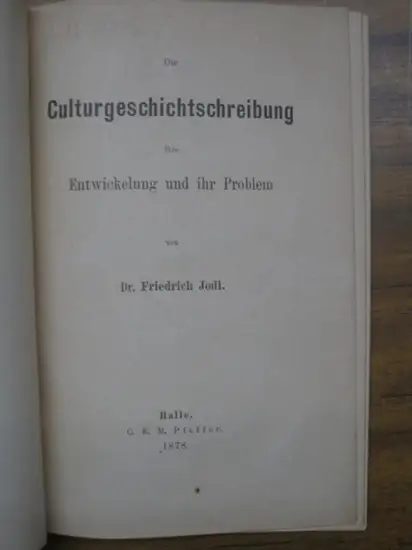 Die
Culturgeschichtschreibung
Ihre
Entwickelung und ihr Problem
von
Dr. Friedrich Jodl.
Halle,
C. E. M. Pfeffer.
1878.